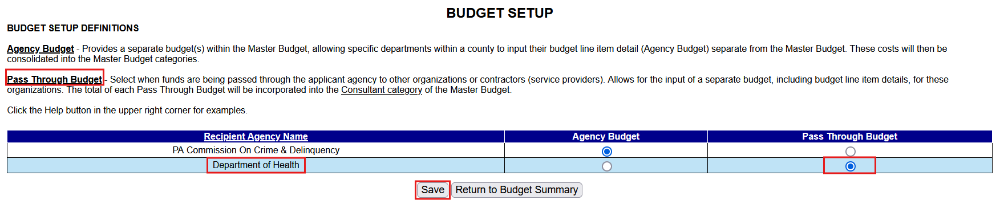 BUDGET SETUP
BUDGET SETUP DEFINITIONS
Agency Budget - Provides a separate budget(s) within the Master Budget, allowing specific departments within a county to input their budget line item detail (Agency Budget) separate from the Master Budget. These costs will then be
consolidated into the Master Budget categories.
Pass Through Budget - Select when funds are being passed through the applicant agency to other organizations or contractors (service providers). Allows for the input of a separate budget, including budget line item details, for these
organizations. The total of each Pass Through Budget will be incorporated into the Consultant category of the Master Budget.
Click the Help button in the upper right corner for examples.
Recipient Agency Name Agency Budget Pass Through Budget
PA Commission On Crime & Delinquency
Department of Health
Save Return to Budget Summary